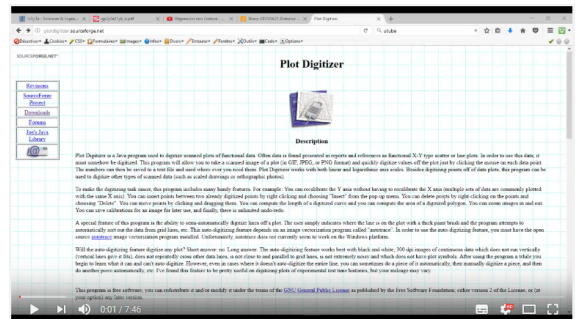 Plot Digitizer
plotdigitizer.sourceforge.net
utube
Désactiver Cookies CSS Formulaires Images Infos Divers Entourer Fenêtre Outils Code Options
SOURCEFORGE.NET
Plot Digitizer
Revisions
SourceForge
Project
Downloads
Forums
Joe's Java
Library
Description
Plot Digitizer is a Java program used to digitize scanned plots of functional data. Often data is found presented in reports and references as functional X-Y type scatter or line plots. In order to use this data, it
must somehow be digitized. This program will allow you to take a scanned image of a plot (in GIF, JPEG, or PNG format) and quickly digitize values off the plot just by clicking the mouse on each data point.
The numbers can then be saved to a text file and used where ever you need them. Plot Digitizer works with both linear and logarithmic axis scales. Besides digitizing points off of data plots, this program can be
used to digitize other types of scanned data (such as scaled drawings or orthographic photos).
To make the digitizing task easier, this program includes many handy features. For example: You can recalibrate the Y axis without having to recalibrate the X axis (multiple sets of data are commonly plotted
with the same X axis). You can insert points between two already digitized points by right clicking and choosing "Insert" from the pop up menu. You can delete points by right clicking on the points and
choosing "Delete". You can move points by clicking and dragging them. You can compute the length of a digitized curve and you can compute the area of a digitized polygon. You can zoom images in and out.
You can save calibrations for an image for later use, and finally, there is unlimited undo/redo.
A special feature of this program is the ability to semi-automatically digitize lines off a plot. The user simply indicates where the line is on the plot with a thick paint brush and the program attempts to
automatically sort out the data from grid lines, etc. This auto-digitizing feature depends on an image vectorization program called "autotrace". In order to use the auto-digitizing feature, you must have the open
source autotrace image vectorization program installed. Unfortunately, autotrace does not currently seem to work on the Windows platform.
Will the auto-digitizing feature digitize any plot? Short answer: no. Long answer: The auto-digitizing feature works best with black and white, 300 dpi images of continuous data which does not run vertically
(vertical lines give it fits), does not repeatedly cross other data lines, is not close to and parallel to grid lines, is not extremely noisy and which does not have plot symbols. After using the program a while you
begin to learn what it can and can't auto digitize. However, even in cases where it doesn't auto-digitize the entire line, you can sometimes do a piece of it automatically, then manually digitize a piece, and then
do another piece automatically, etc. I've found this feature to be pretty useful on digitizing plots of experimental test time histories, but your mileage may vary.
This program is free software; you can redistribute it and/or modify it under the terms of the GNU General Public License as published by the Free Software Foundation; either version 2 of the License, or (at
your option) any later version.
0:01 / 7:46